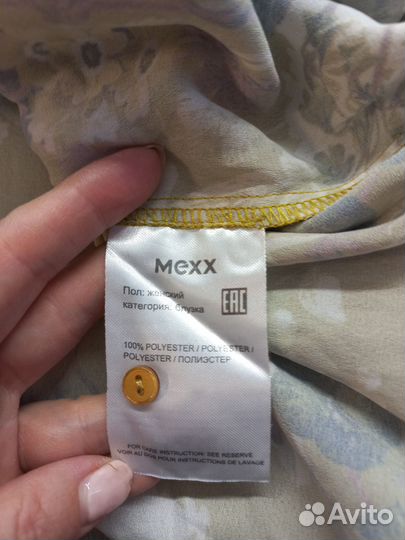 Mexx
Пол: женский
категория: блузка
EAC
100% POLYESTER / POLYESTER /
POLYESTER / ПОЛИЭСТЕР
FOR CARE INSTRUCTION: SEE RESERVE
VOIR AU DOS POUR INSTRUCTIONS DE LAVAGE
Avito